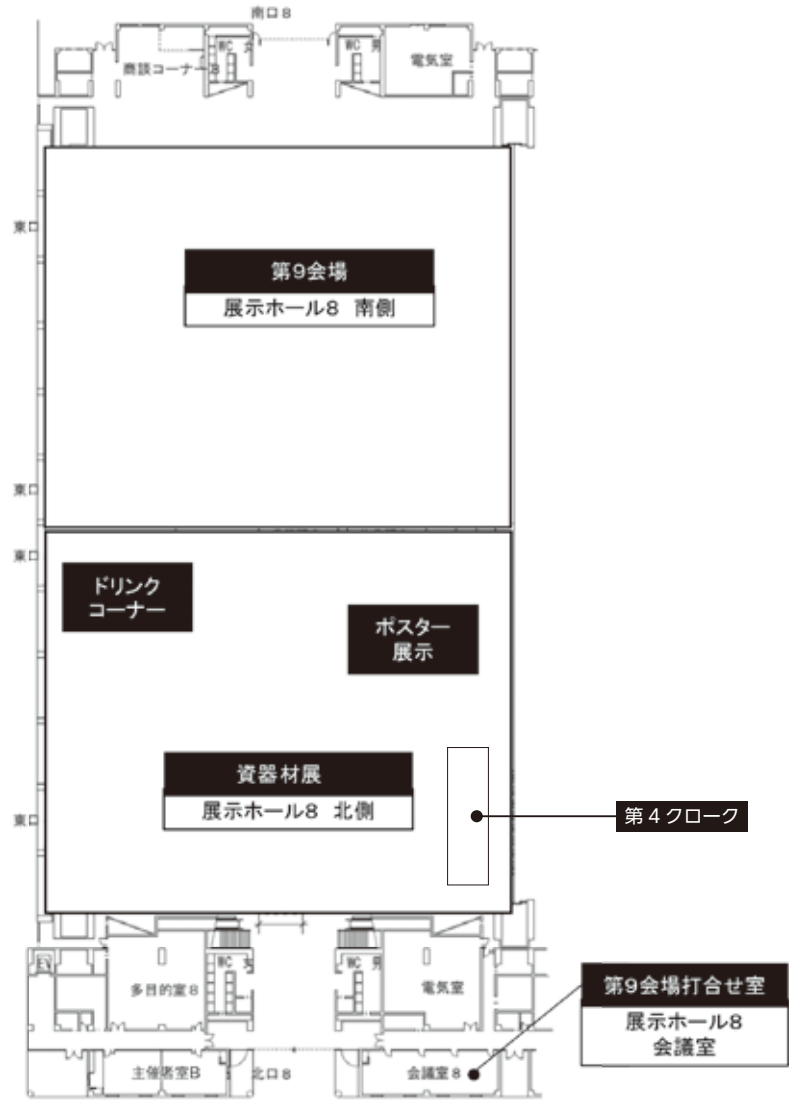 南口8
WC 女
WC 男
商談コーナー8
電気室
東口
第9会場
展示ホール8 南側
東口
東口
ドリンク
コーナー
ポスター
展示
資器材展
展示ホール8 北側
第4クローク
東口
EV
WC 女
WC 男
多目的室8
電気室
第9会場打合せ室
展示ホール8
会議室
主催者室B
北口8
会議室8